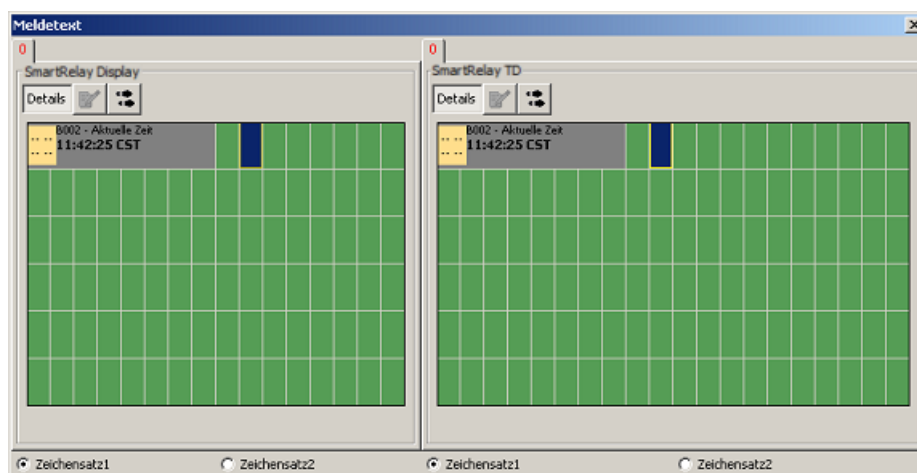 Meldetext
0
SmartRelay Display
Details
B002 - Aktuelle Zeit
11:42:25 CST
Zeichensatz1
Zeichensatz2
0
SmartRelay TD
Details
B002 - Aktuelle Zeit
11:42:25 CST
Zeichensatz1
Zeichensatz2